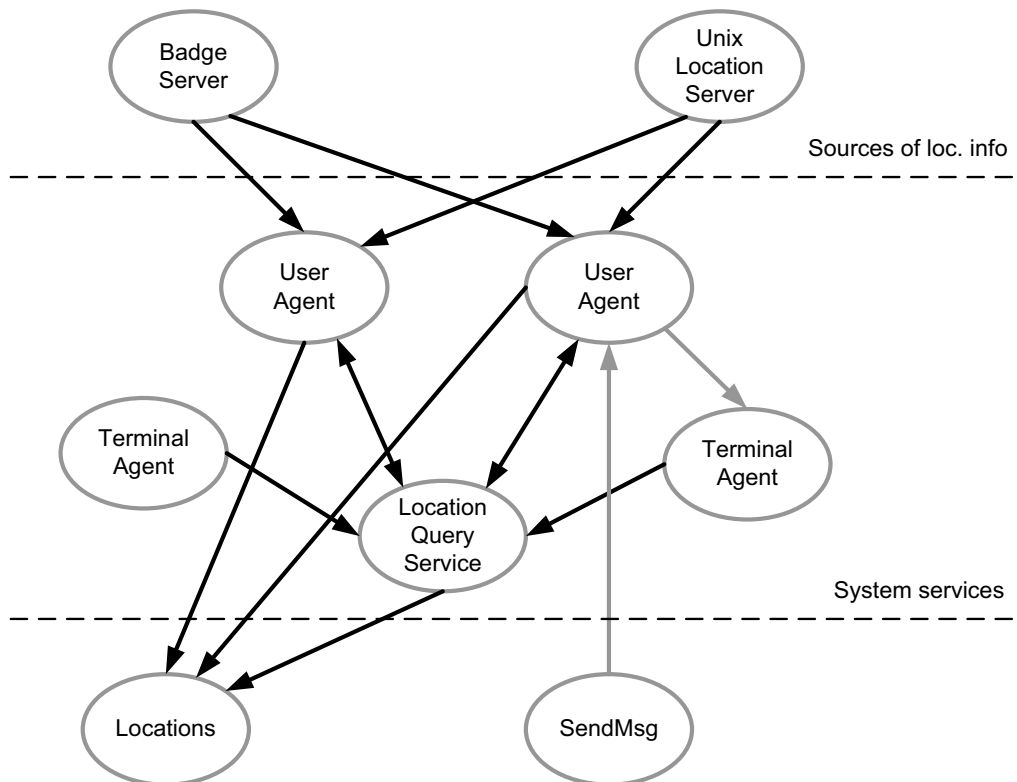 Badge
Server
Unix
Location
Server
Sources of loc. info
User
Agent
User
Agent
Terminal
Agent
Terminal
Agent
Location
Query
Service
System services
Locations
SendMsg